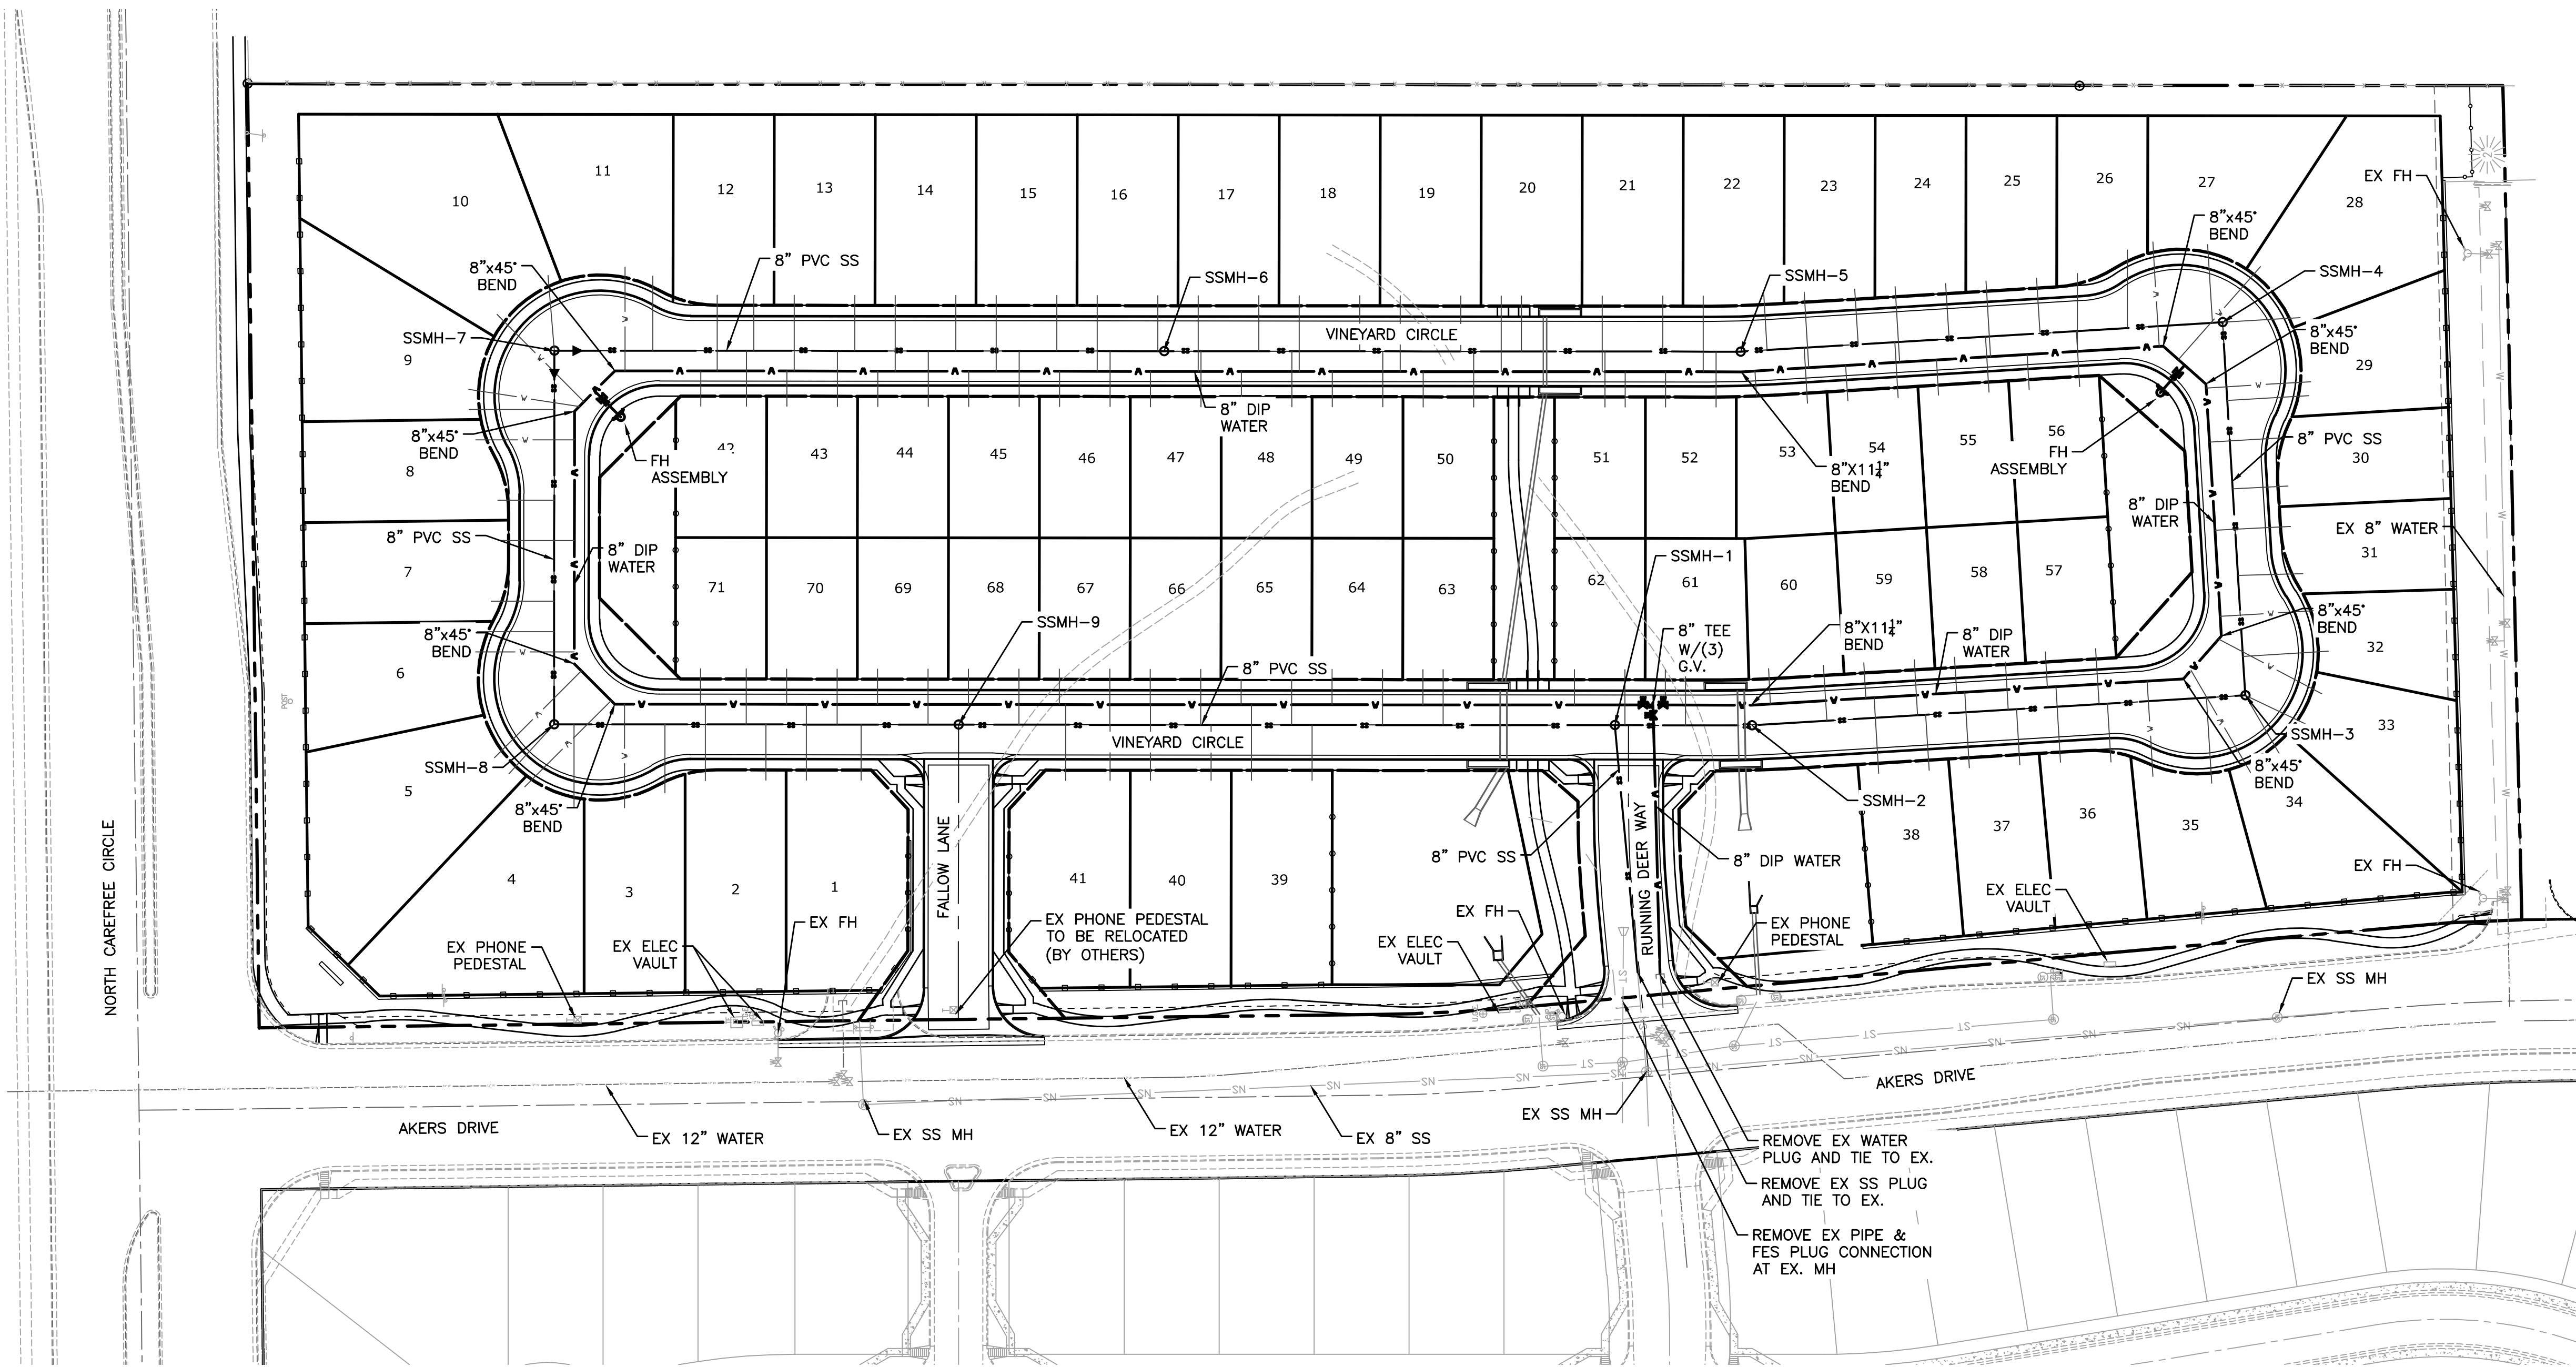 10
11
12
13
14
15
16
17
18
19
20
21
22
23
24
25
26
27
28
EX FH
2
8"x45°
BEND
8"x45°
BEND
8" PVC SS
SSMH-6
SSMH-5
SSMH-4
SSMH-7
VINEYARD CIRCLE
8"x45°
BEND
9
29
8" DIP
WATER
8"x45°
BEND
8
FH
ASSEMBLY
42
43
44
45
46
47
48
49
50
51
52
53
54
55
56
8"X11¼"
BEND
FH
ASSEMBLY
8" PVC SS
30
8" DIP
WATER
EX 8" WATER
31
8" PVC SS
8" DIP
WATER
7
71
70
69
68
67
66
65
64
63
62
61
60
59
58
57
SSMH-1
SSMH-9
8"x45°
BEND
6
8" PVC SS
8" TEE
W/(3)
G.V.
8"X11¼"
BEND
8" DIP
WATER
8"x45°
BEND
32
33
POST
VINEYARD CIRCLE
SSMH-3
SSMH-8
8"x45°
BEND
5
8"x45°
BEND
34
SSMH-2
NORTH CAREFREE CIRCLE
4
3
2
1
FALLOW LANE
41
40
39
8" PVC SS
RUNNING DEER WAY
8" DIP WATER
38
37
36
35
EX FH
EX PHONE
PEDESTAL
EX ELEC
VAULT
EX FH
EX PHONE PEDESTAL
TO BE RELOCATED
(BY OTHERS)
EX FH
EX ELEC
VAULT
EX PHONE
PEDESTAL
EX ELEC
VAULT
EX SS MH
AKERS DRIVE
AKERS DRIVE
EX 12" WATER
EX SS MH
EX 12" WATER
EX 8" SS
EX SS MH
REMOVE EX WATER
PLUG AND TIE TO EX.
REMOVE EX SS PLUG
AND TIE TO EX.
REMOVE EX PIPE &
FES PLUG CONNECTION
AT EX. MH